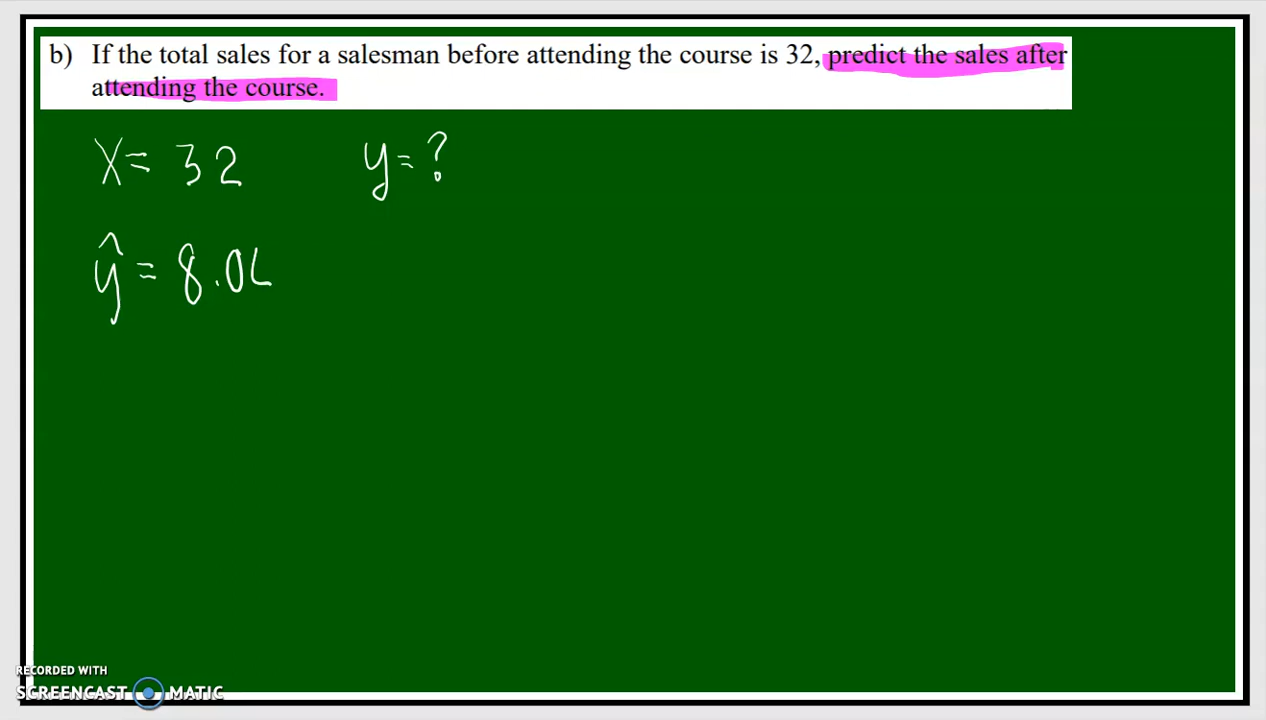 b) If the total sales for a salesman before attending the course is 32, predict the sales after
attending the course.
x = 32 y = ?
ŷ = 8.0
RECORDED WITH
SCREENCAST MATIC